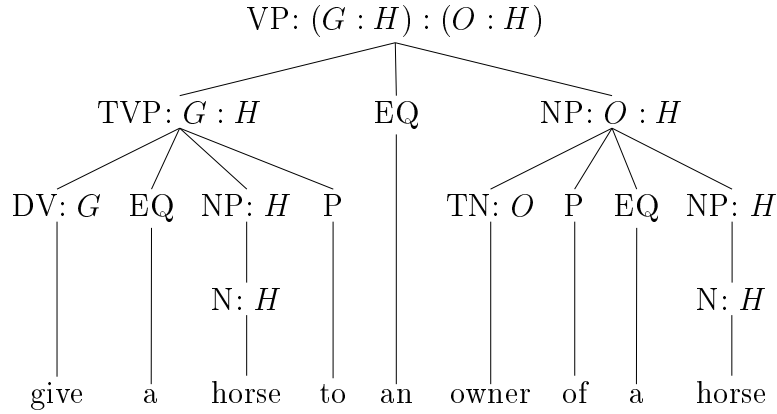 VP: (G : H) : (O : H)
TVP: G : H EQ NP: O : H
DV: G EQ NP: H P TN: O P EQ NP: H
N: H N: H
give a horse to an owner of a horse